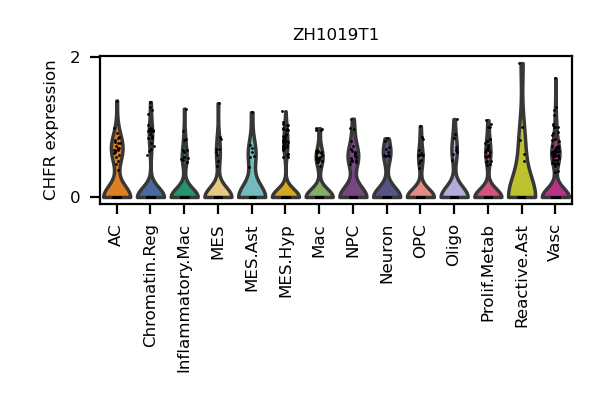 ZH1019T1
CHFR expression
2
0
AC
Chromatin.Reg
Inflammatory.Mac
MES
MES.Ast
MES.Hyp
Mac
NPC
Neuron
OPC
Oligo
Prolif.Metab
Reactive.Ast
Vasc